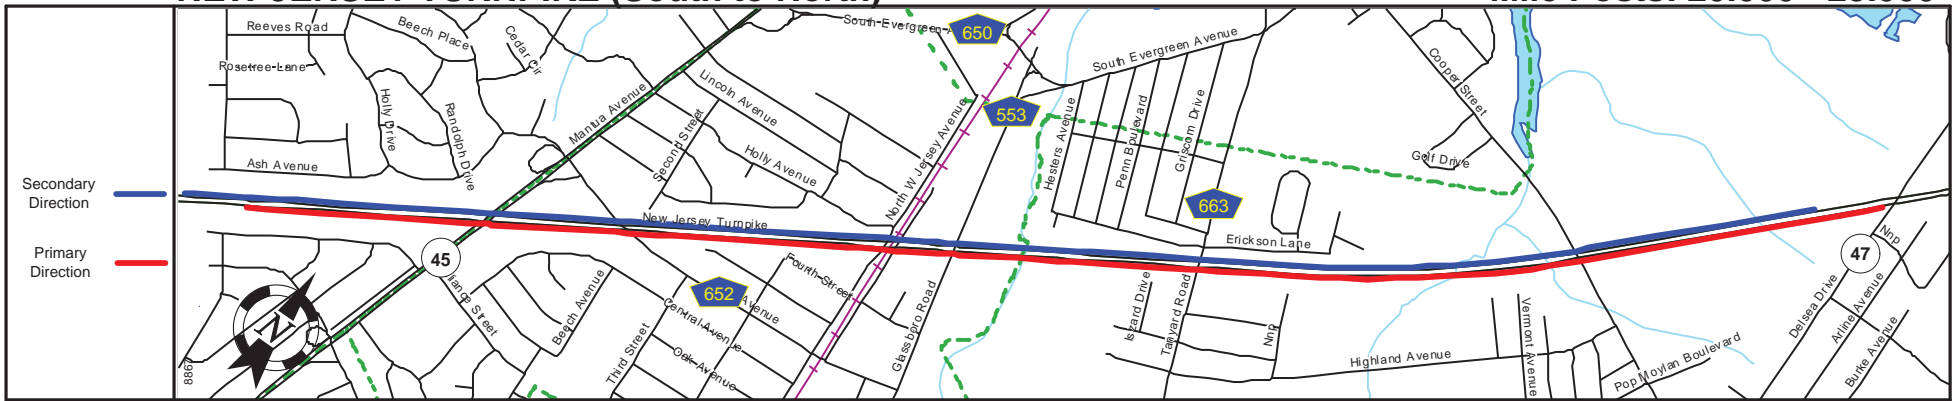 Reeves Road
Beech Place
Cedar Cir
South Evergreen
650
Rosetree Lane
Holly Drive
Randolph Drive
Mantua Avenue
Lincoln Avenue
Second Street
Holly Avenue
North W Jersey Avenue
553
South Evergreen Avenue
Hesters Avenue
Penn Boulevard
Griscom Drive
Cooper Street
Golf Drive
Ash Avenue
Secondary
Direction
New Jersey Turnpike
663
Erickson Lane
Primary
Direction
45
47
Nnp
652
Fourth Street
Avenue
Central Avenue
Oak Avenue
Third Street
Beech Avenue
liance Street
Glassboro Road
Izard Drive
Tanyard Road
Nnp
Highland Avenue
Vermont Avenue
Pop Moylan Boulevard
Delsea Drive
Arline Avenue
Burke Avenue
N